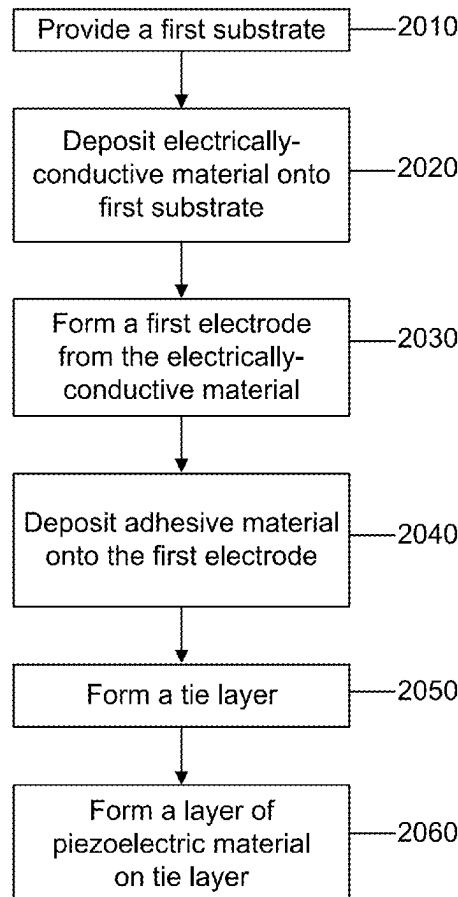 Provide a first substrate
2010
Deposit electrically-
conductive material onto
first substrate
2020
Form a first electrode
from the electrically-
conductive material
2030
Deposit adhesive material
onto the first electrode
2040
Form a tie layer
2050
Form a layer of
piezoelectric material
on tie layer
2060